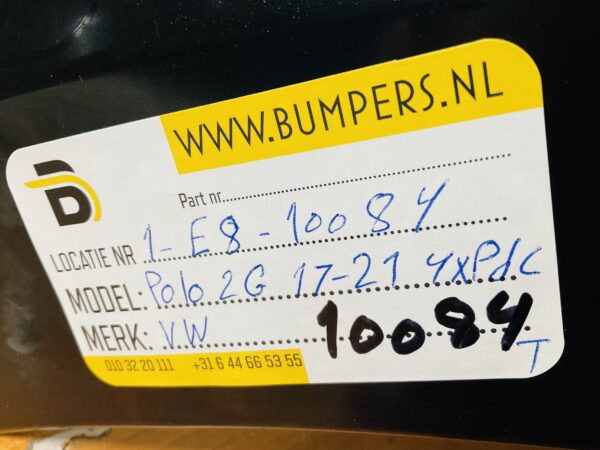 WWW.BUMPERS.NL
Part nr.
LOCATIE NR 1-E8-10084
MODEL: Polo 2G 17-21 4xPdC
MERK: V.W 10084
T
010 32 20 111 +31 6 44 66 53 55